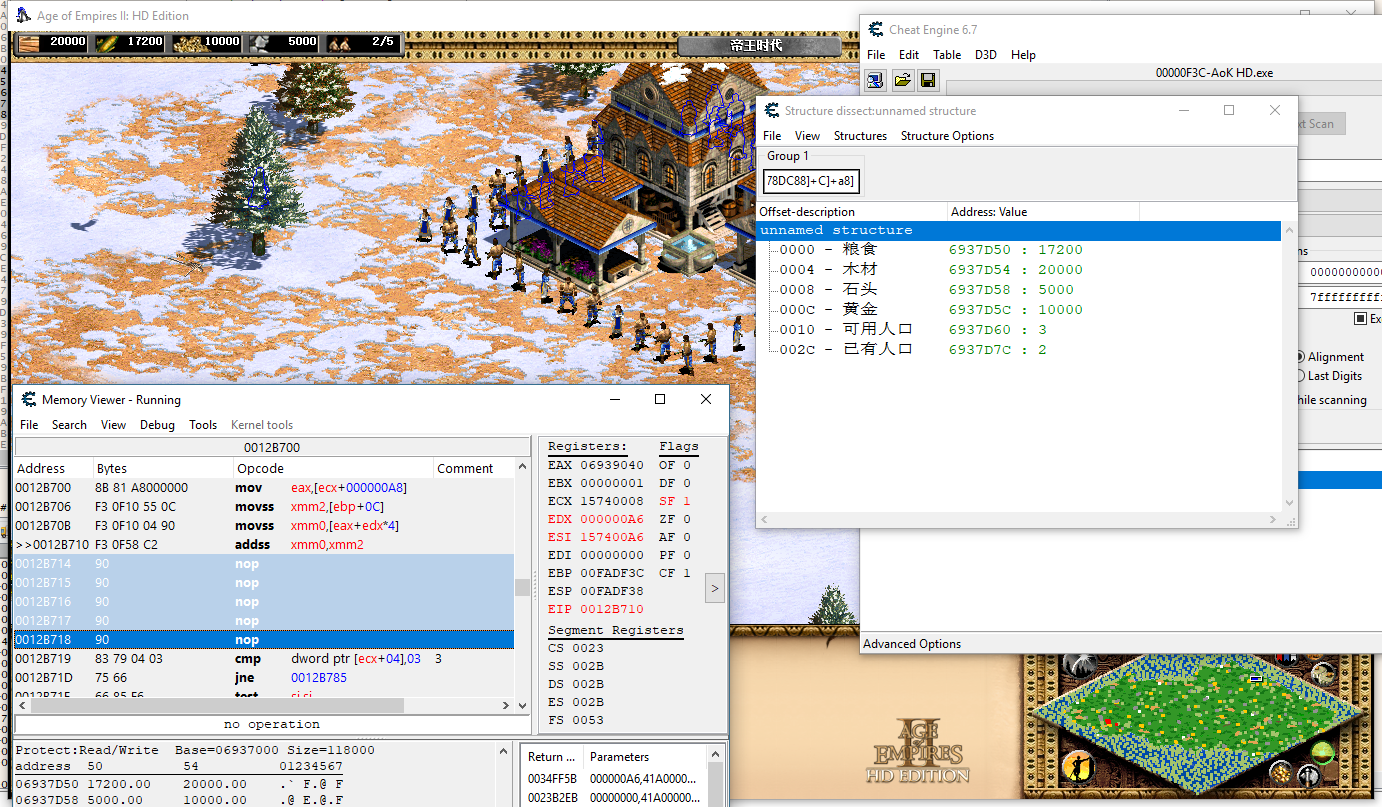 Age of Empires II: HD Edition
20000 17200 10000 5000 2/5
帝王时代
Cheat Engine 6.7
File Edit Table D3D Help
00000F3C-AoK HD.exe
xt Scan
Structure dissect:unnamed structure
File View Structures Structure Options
Group 1
78DC88]+C]+a8]
Offset-description Address: Value
unnamed structure
0000 - 粮食 6937D50 : 17200
0004 - 木材 6937D54 : 20000
0008 - 石头 6937D58 : 5000
000C - 黄金 6937D5C : 10000
0010 - 可用人口 6937D60 : 3
002C - 已有人口 6937D7C : 2
ns
0000000000
7fffffffff
Ex
Alignment
Last Digits
hile scanning
Advanced Options
Memory Viewer - Running
File Search View Debug Tools Kernel tools
0012B700
Address Bytes Opcode Comment
0012B700 8B 81 A8000000 mov eax,[ecx+000000A8]
0012B706 F3 0F10 55 0C movss xmm2,[ebp+0C]
0012B70B F3 0F10 04 90 movss xmm0,[eax+edx*4]
>>0012B710 F3 0F58 C2 addss xmm0,xmm2
0012B714 90 nop
0012B715 90 nop
0012B716 90 nop
0012B717 90 nop
0012B718 90 nop
0012B719 83 79 04 03 cmp dword ptr [ecx+04],03 3
0012B71D 75 66 jne 0012B785
0012B71F 66 85 F6 test si,si
no operation
Registers: Flags
EAX 06939040 OF 0
EBX 00000001 DF 0
ECX 15740008 SF 1
EDX 000000A6 ZF 0
ESI 157400A6 AF 0
EDI 00000000 PF 0
EBP 00FADF3C CF 1
ESP 00FADF38
EIP 0012B710
>
Segment Registers
CS 0023
SS 002B
DS 002B
ES 002B
FS 0053
Protect:Read/Write Base=06937000 Size=118000
address 50 54 01234567
06937D50 17200.00 20000.00 .` F.@ F
06937D58 5000.00 10000.00 .@ E.@.F
Return ... Parameters
0034FF5B 000000A6,41A0000...
0023B2EB 00000000,41A0000...
AGE
OF
EMPIRES
II
HD EDITION